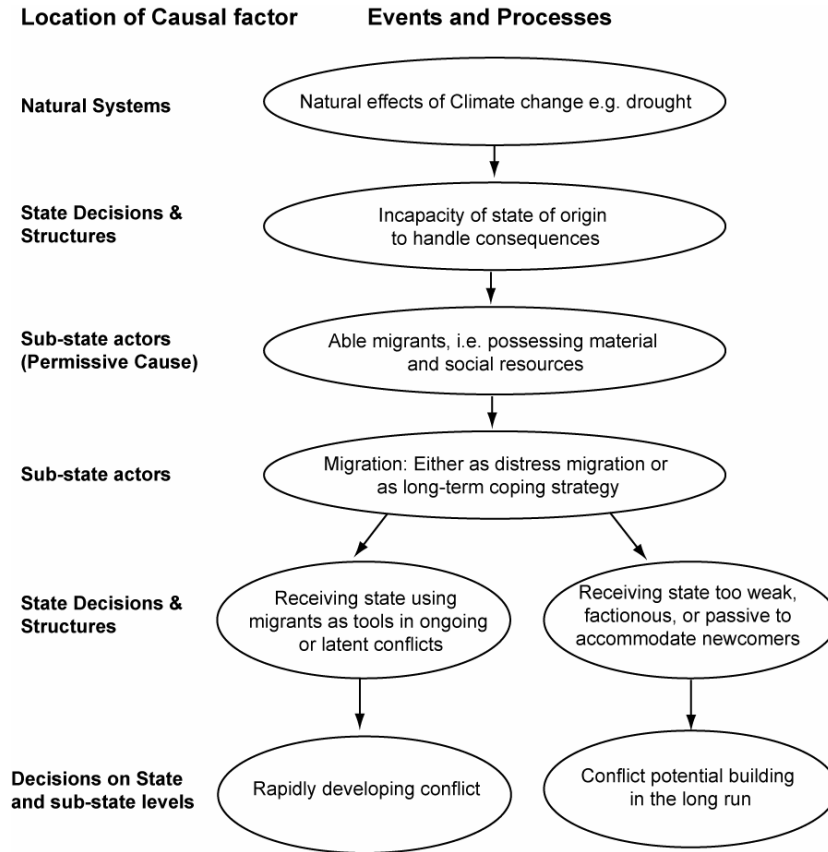 Location of Causal factor
Events and Processes
Natural Systems
Natural effects of Climate change e.g. drought
State Decisions &
Structures
Incapacity of state of origin
to handle consequences
Sub-state actors
(Permissive Cause)
Able migrants, i.e. possessing material
and social resources
Sub-state actors
Migration: Either as distress migration or
as long-term coping strategy
State Decisions &
Structures
Receiving state using
migrants as tools in ongoing
or latent conflicts
Receiving state too weak,
factionous, or passive to
accommodate newcomers
Decisions on State
and sub-state levels
Rapidly developing conflict
Conflict potential building
in the long run